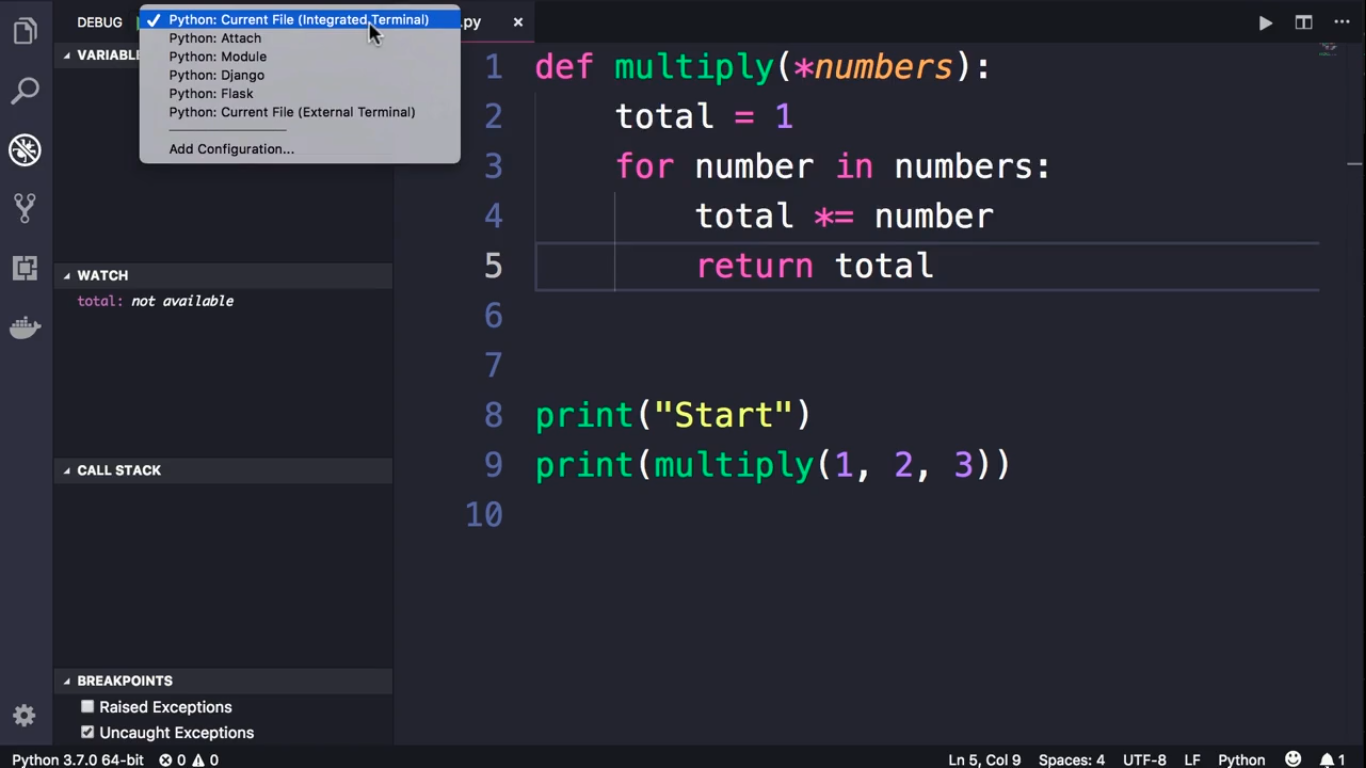 DEBUG
Python: Current File (Integrated Terminal)
.py
Python: Attach
Python: Module
Python: Django
Python: Flask
Python: Current File (External Terminal)
Add Configuration...
VARIABLE
WATCH
total: not available
CALL STACK
BREAKPOINTS
Raised Exceptions
Uncaught Exceptions
1 def multiply(*numbers):
2 total = 1
3 for number in numbers:
4 total *= number
5 return total
6
7
8 print("Start")
9 print(multiply(1, 2, 3))
10
Python 3.7.0 64-bit 0 0 Ln 5, Col 9 Spaces: 4 UTF-8 LF Python 1